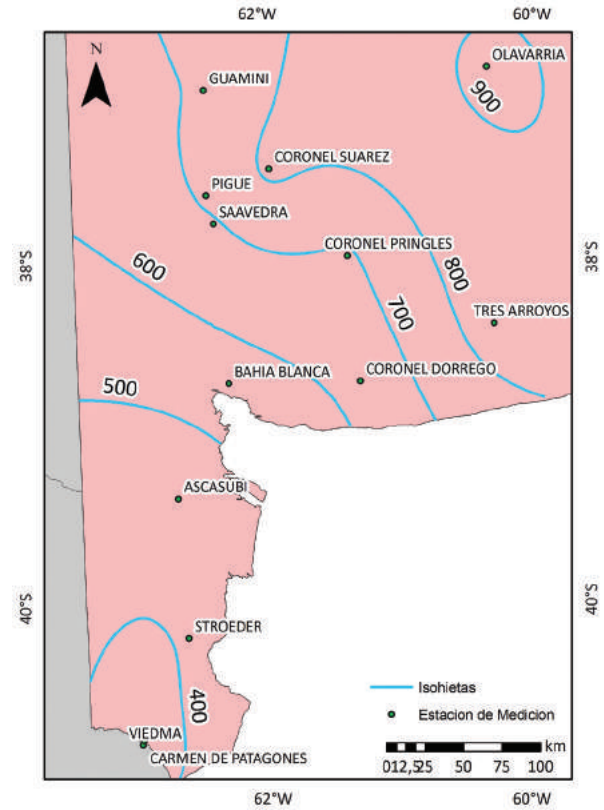 62°W 60°W
N
OLAVARRIA
GUAMINI
900
CORONEL SUAREZ
PIGUE
SAAVEDRA
CORONEL PRINGLES
38°S 38°S
600
800
700
TRES ARROYOS
BAHIA BLANCA
CORONEL DORREGO
500
ASCASUBI
40°S 40°S
STROEDER
400
Isohietas
Estacion de Medicion
VIEDMA
CARMEN DE PATAGONES
km
012,525 50 75 100
62°W 60°W